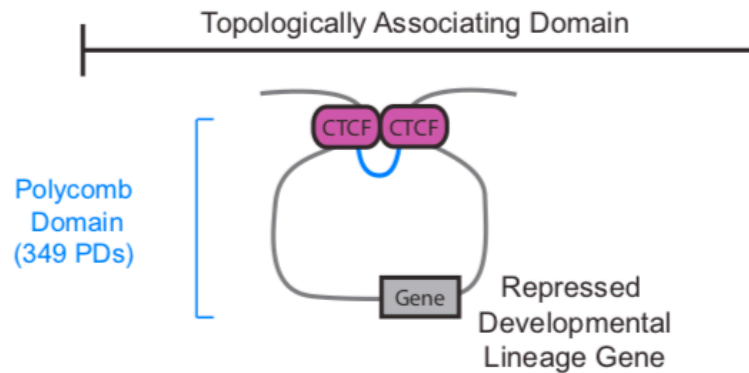 Topologically Associating Domain
CTCF CTCF
Polycomb
Domain
(349 PDs)
Gene
Repressed
Developmental
Lineage Gene